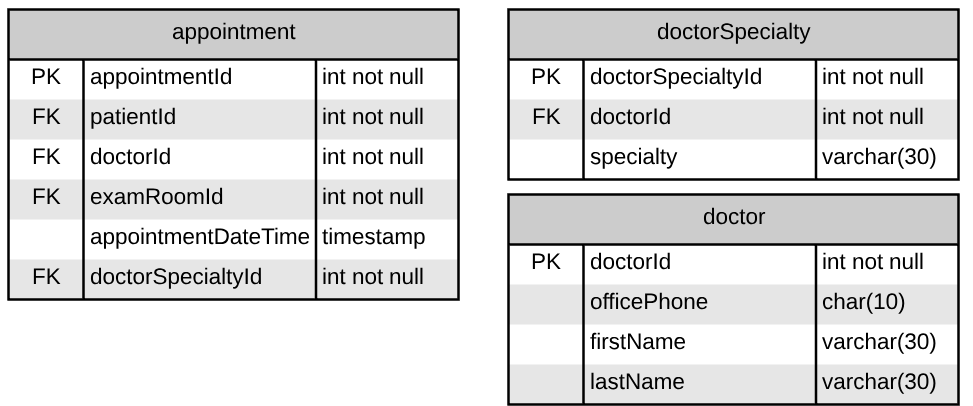 appointment
PK appointmentId int not null
FK patientId int not null
FK doctorId int not null
FK examRoomId int not null
appointmentDateTime timestamp
FK doctorSpecialtyId int not null
doctorSpecialty
PK doctorSpecialtyId int not null
FK doctorId int not null
specialty varchar(30)
doctor
PK doctorId int not null
officePhone char(10)
firstName varchar(30)
lastName varchar(30)